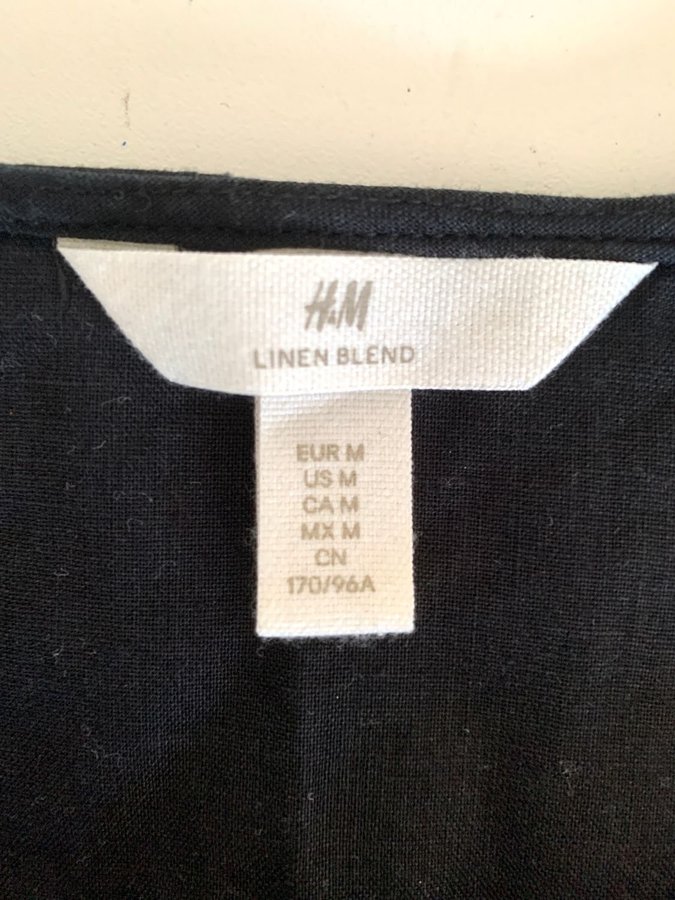 H&M
LINEN BLEND
EUR M
US M
CA M
MX M
CN
170/96A